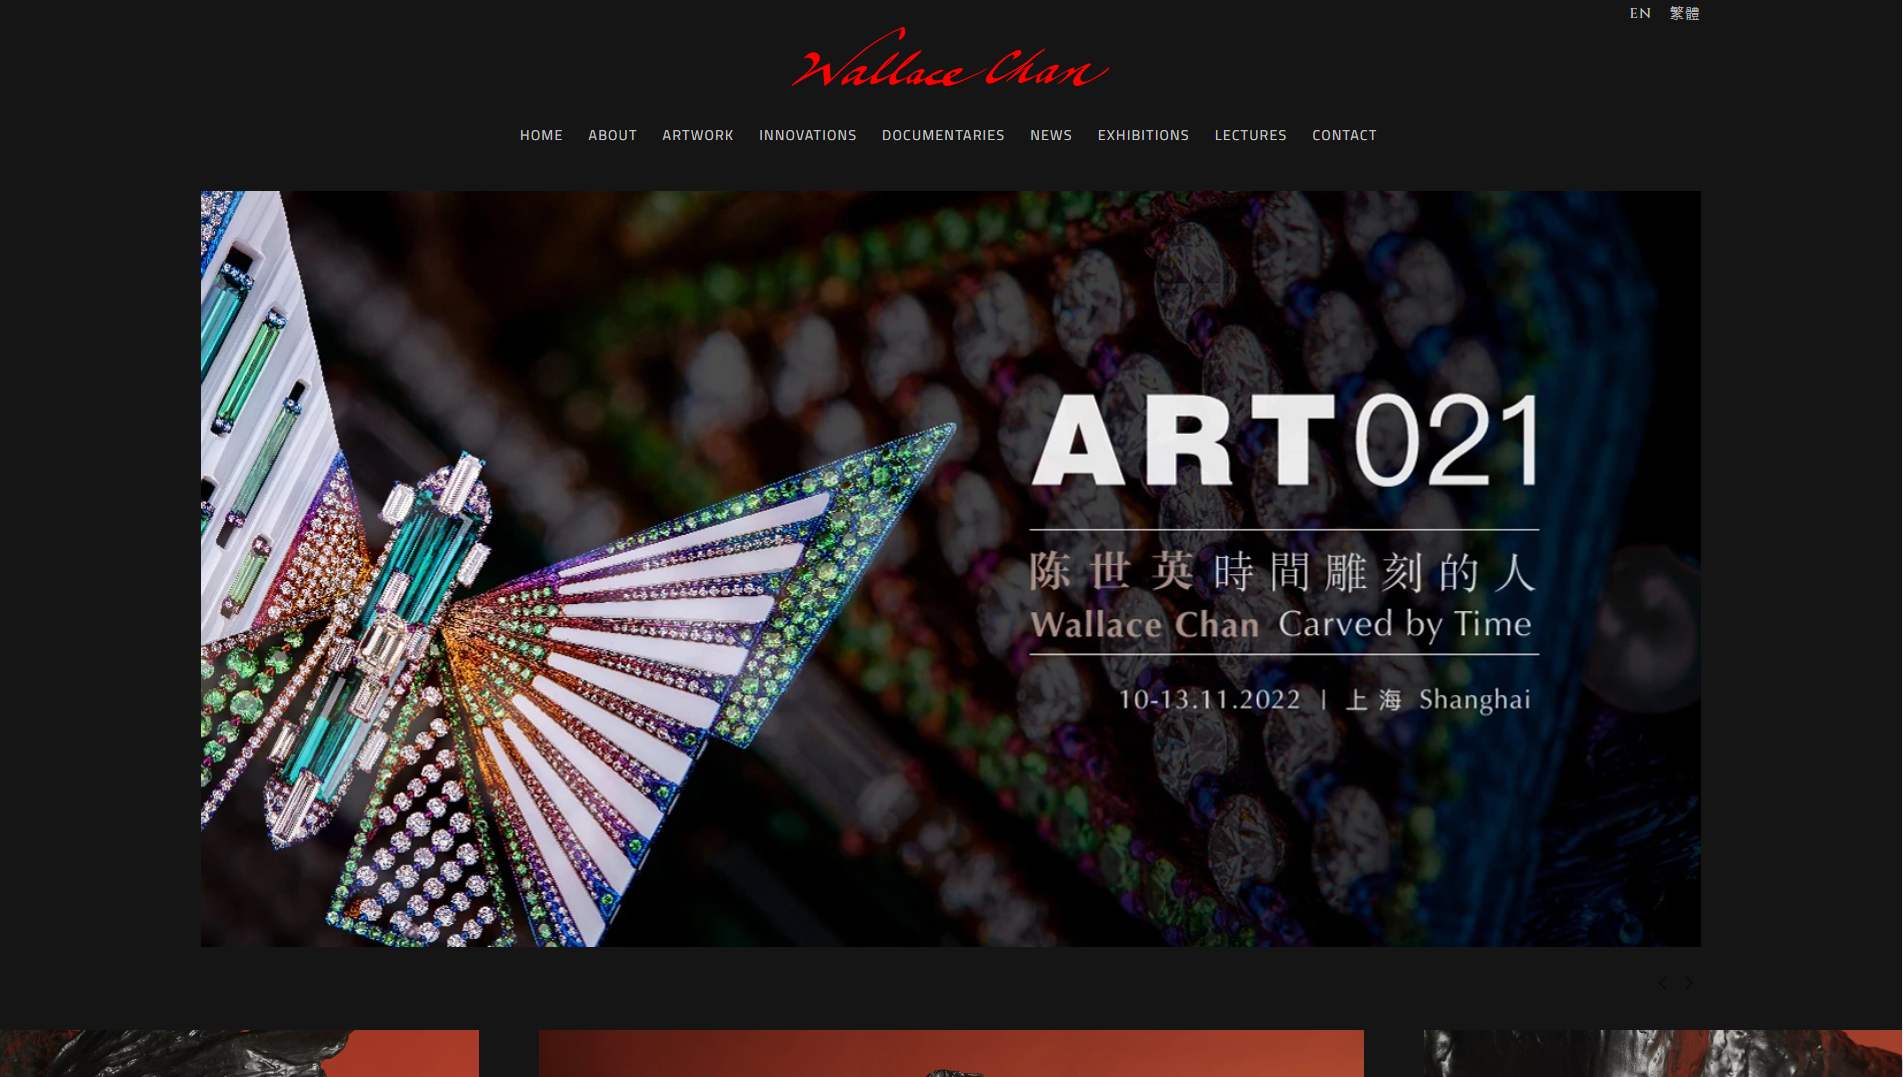 EN 繁體
Wallace Chan
HOME ABOUT ARTWORK INNOVATIONS DOCUMENTARIES NEWS EXHIBITIONS LECTURES CONTACT
ART021
陈世英時間雕刻的人
Wallace Chan Carved by Time
10-13.11.2022 | 上海 Shanghai